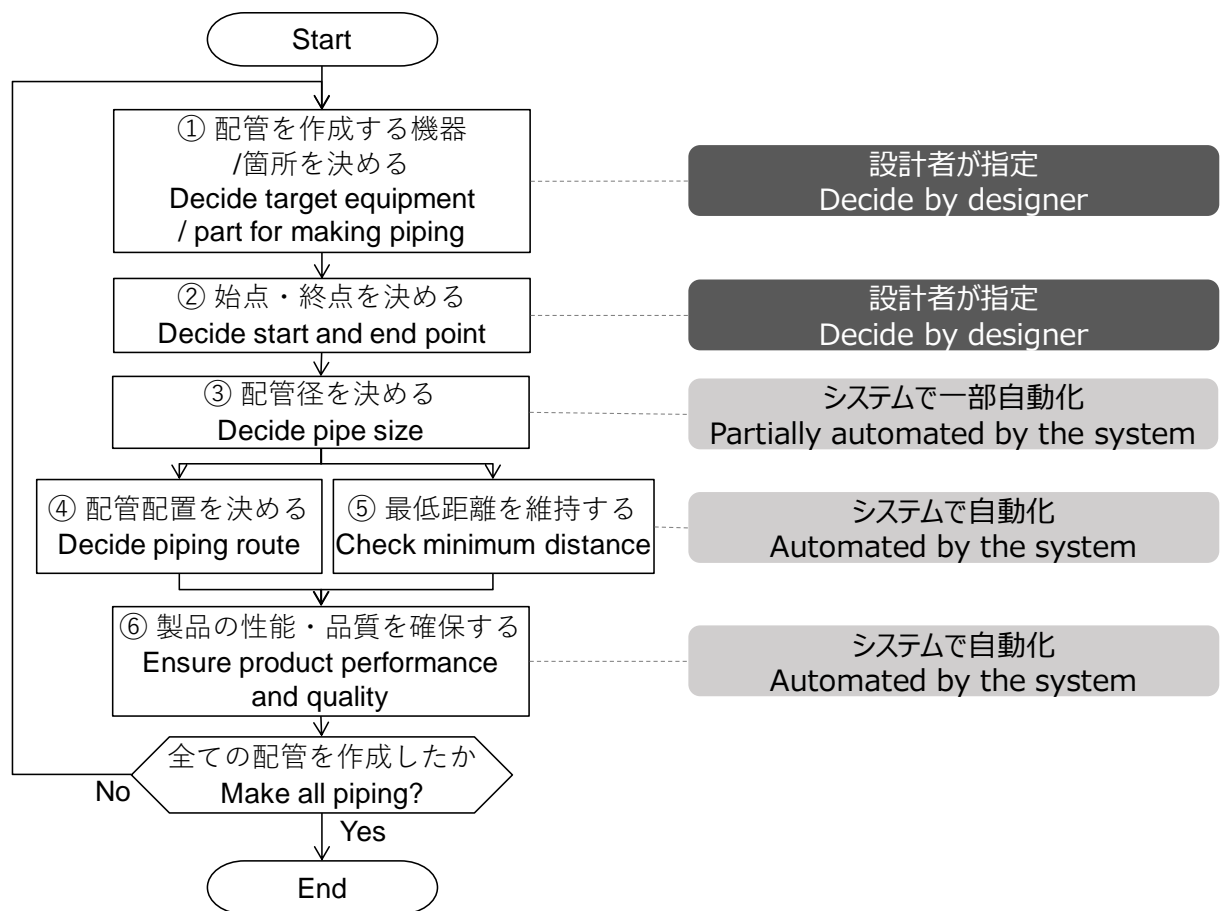 Start
① 配管を作成する機器
/箇所を決める
Decide target equipment
/ part for making piping
設計者が指定
Decide by designer
② 始点・終点を決める
Decide start and end point
設計者が指定
Decide by designer
③ 配管径を決める
Decide pipe size
システムで一部自動化
Partially automated by the system
④ 配管配置を決める
Decide piping route
⑤ 最低距離を維持する
Check minimum distance
システムで自動化
Automated by the system
⑥ 製品の性能・品質を確保する
Ensure product performance
and quality
システムで自動化
Automated by the system
全ての配管を作成したか
Make all piping?
No
Yes
End